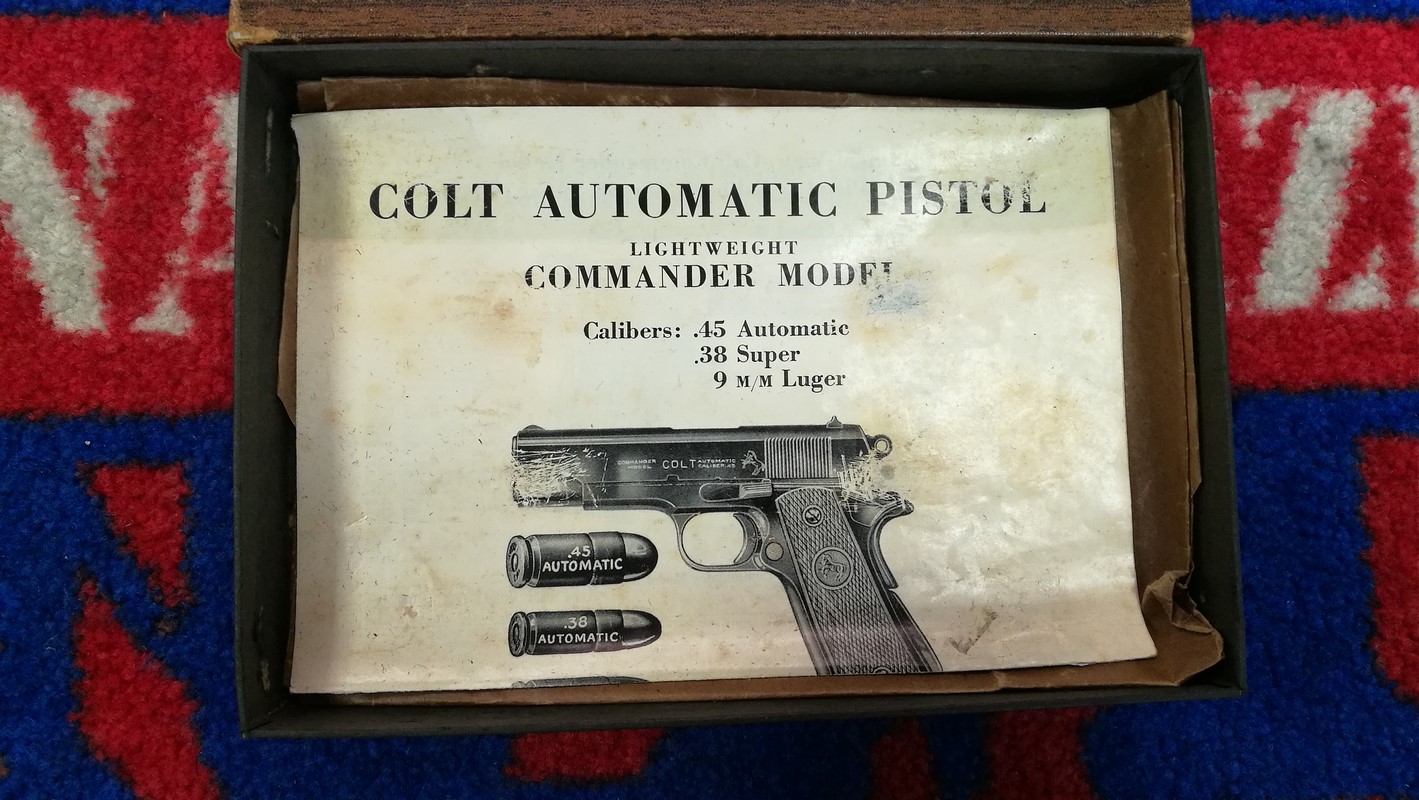 COLT AUTOMATIC PISTOL
LIGHTWEIGHT
COMMANDER MODEL
Calibers: .45 Automatic
.38 Super
9 M/M Luger
COMMANDER
MODEL
COLT
AUTOMATIC
CALIBER .45
.45
AUTOMATIC
.38
AUTOMATIC